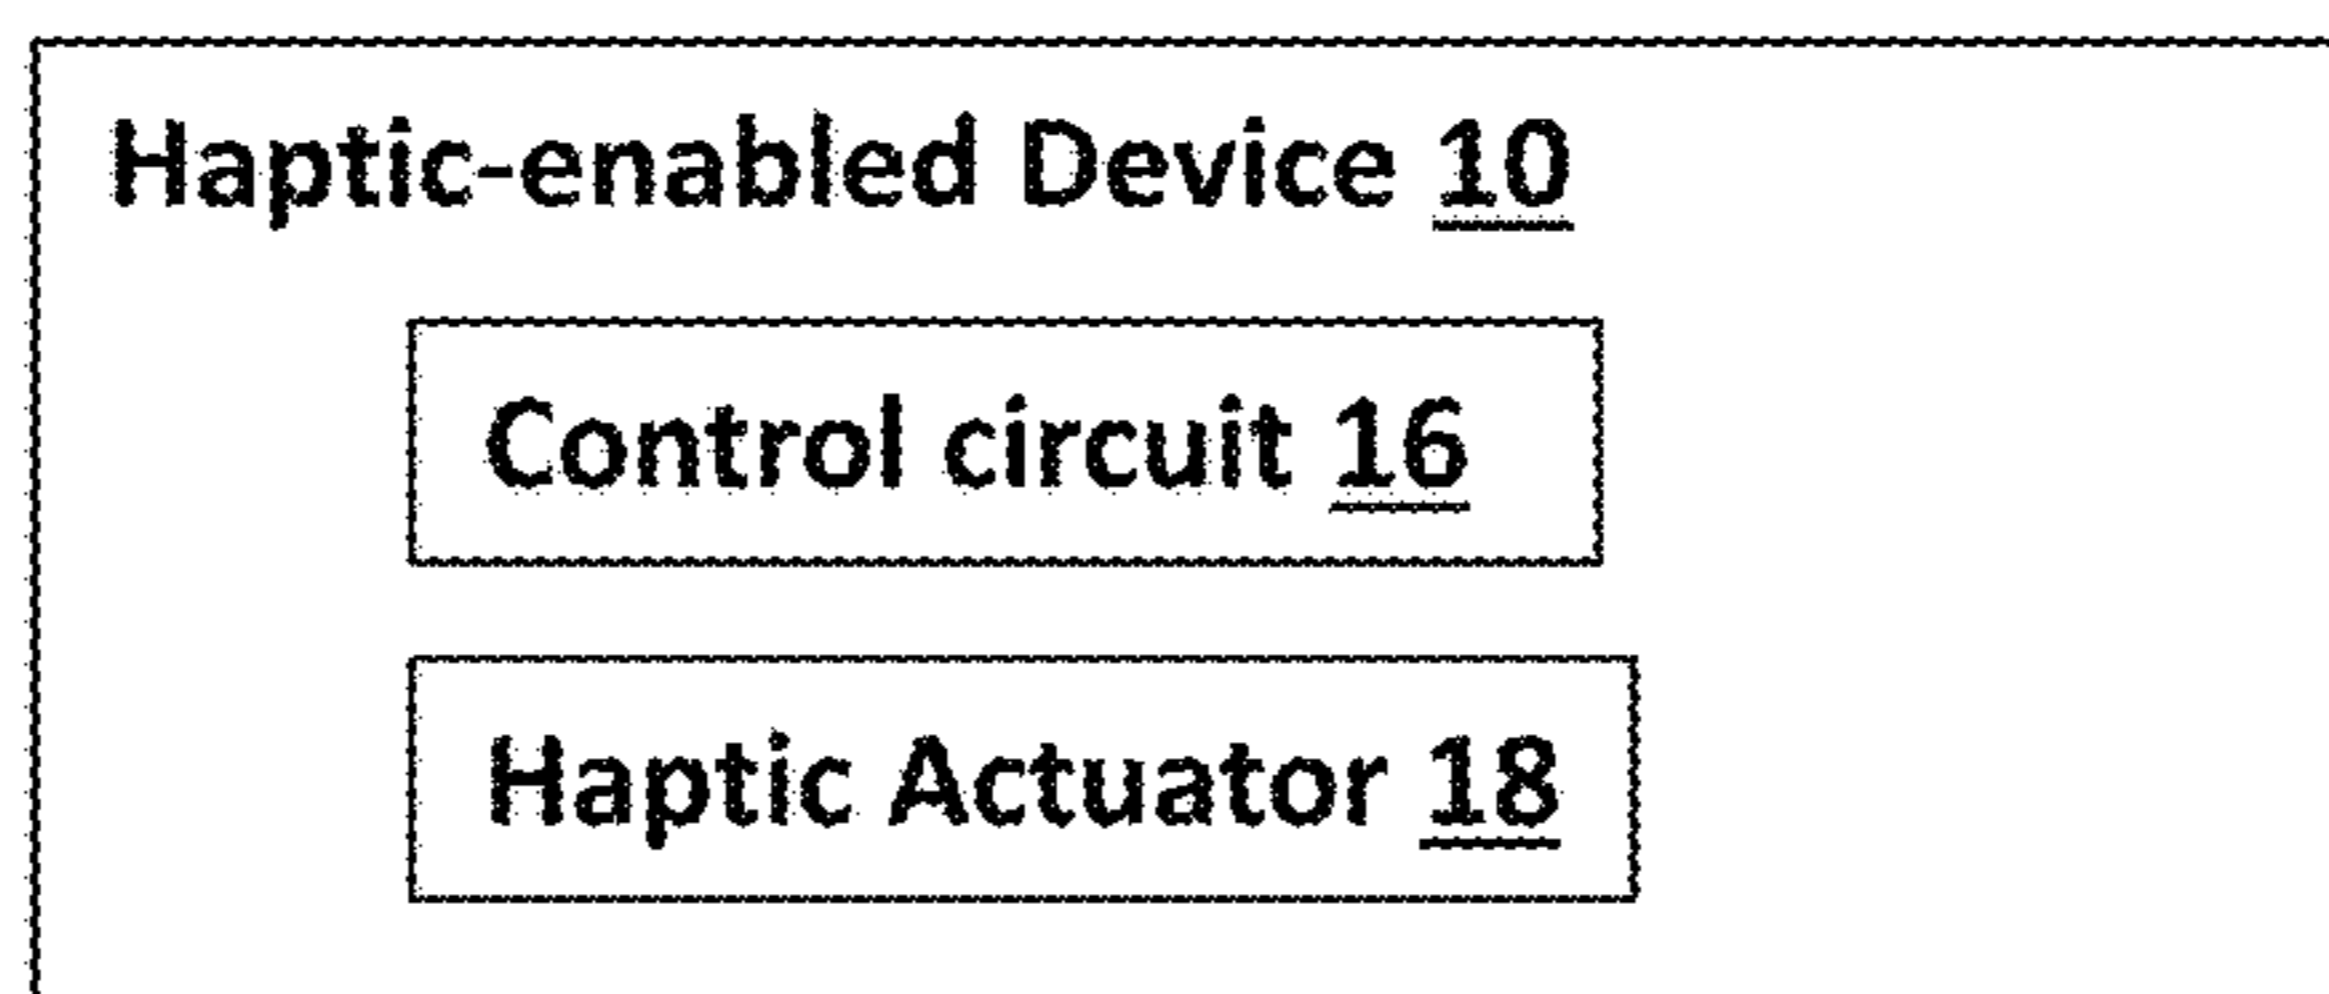 Haptic-enabled Device 10
Control circuit 16
Haptic Actuator 18